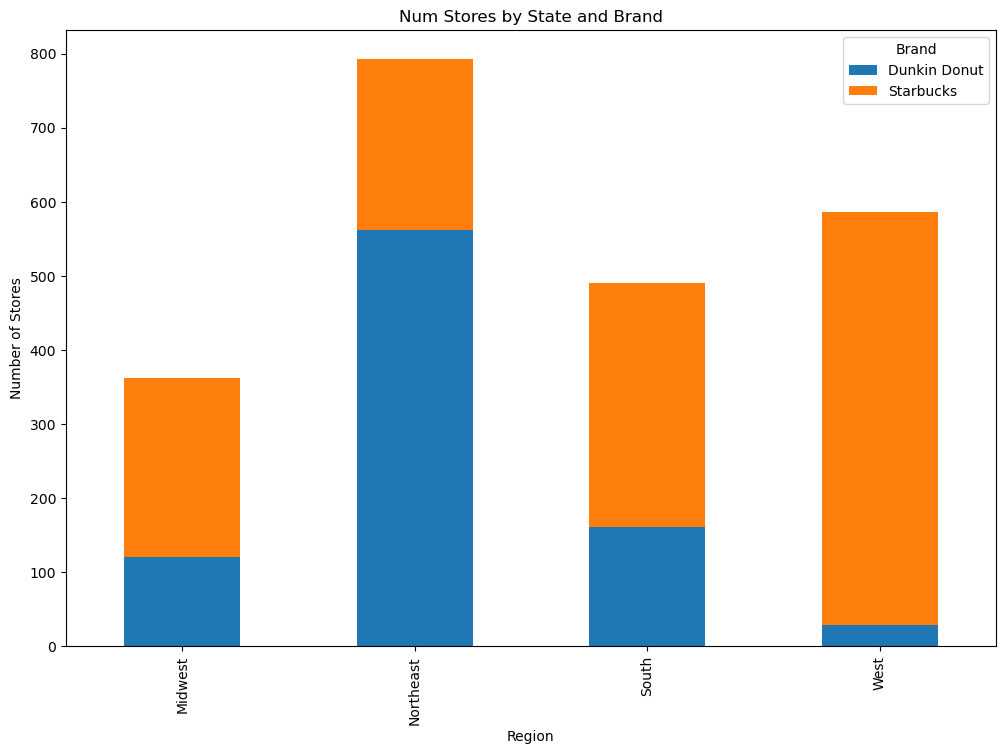 Num Stores by State and Brand
Brand
Dunkin Donut
Starbucks
Number of Stores
800
700
600
500
400
300
200
100
0
Midwest
Northeast
South
West
Region